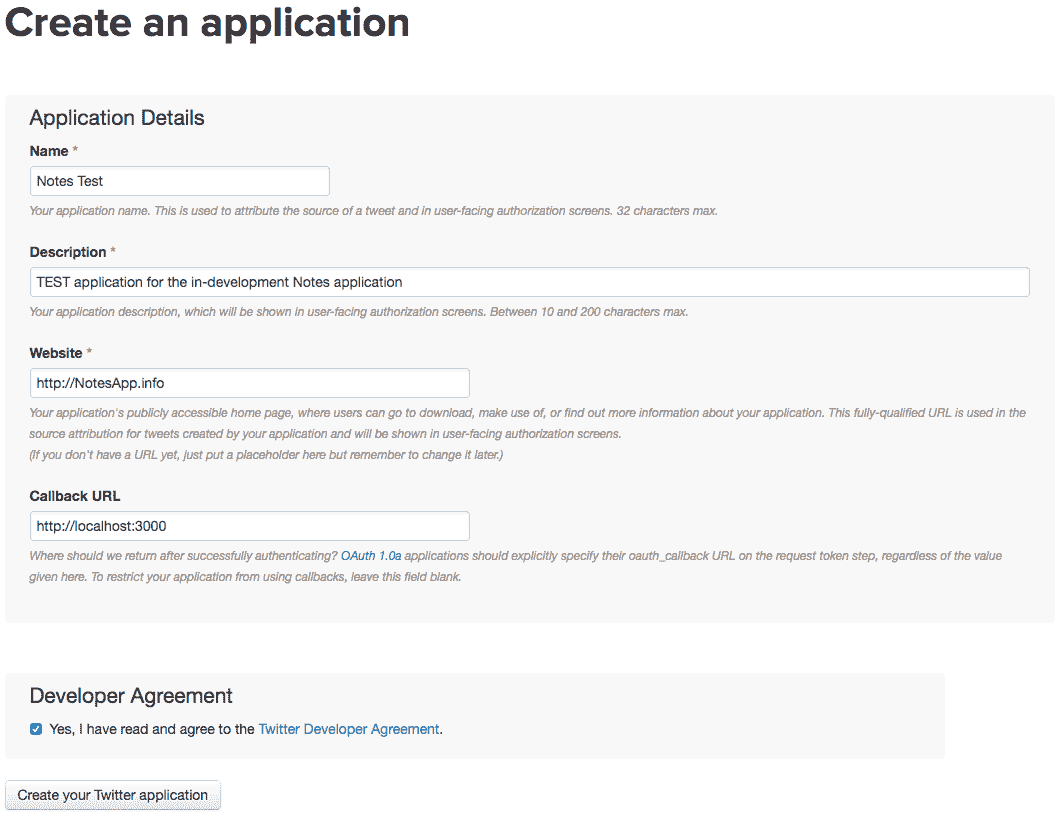 Create an application
Application Details
Name *
Notes Test
Your application name. This is used to attribute the source of a tweet and in user-facing authorization screens. 32 characters max.
Description *
TEST application for the in-development Notes application
Your application description, which will be shown in user-facing authorization screens. Between 10 and 200 characters max.
Website *
http://NotesApp.info
Your application's publicly accessible home page, where users can go to download, make use of, or find out more information about your application. This fully-qualified URL is used in the
source attribution for tweets created by your application and will be shown in user-facing authorization screens.
(If you don't have a URL yet, just put a placeholder here but remember to change it later.)
Callback URL
http://localhost:3000
Where should we return after successfully authenticating? OAuth 1.0a applications should explicitly specify their oauth_callback URL on the request token step, regardless of the value
given here. To restrict your application from using callbacks, leave this field blank.
Developer Agreement
Yes, I have read and agree to the Twitter Developer Agreement.
Create your Twitter application